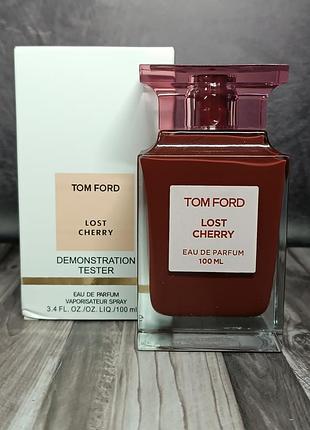 TOM FORD
LOST
CHERRY
DEMONSTRATION
TESTER
EAU DE PARFUM
VAPORISATEUR SPRAY
3.4 FL. OZ./OZ. LIQ./100 ml
TOM FORD
LOST
CHERRY
EAU DE PARFUM
100 ML